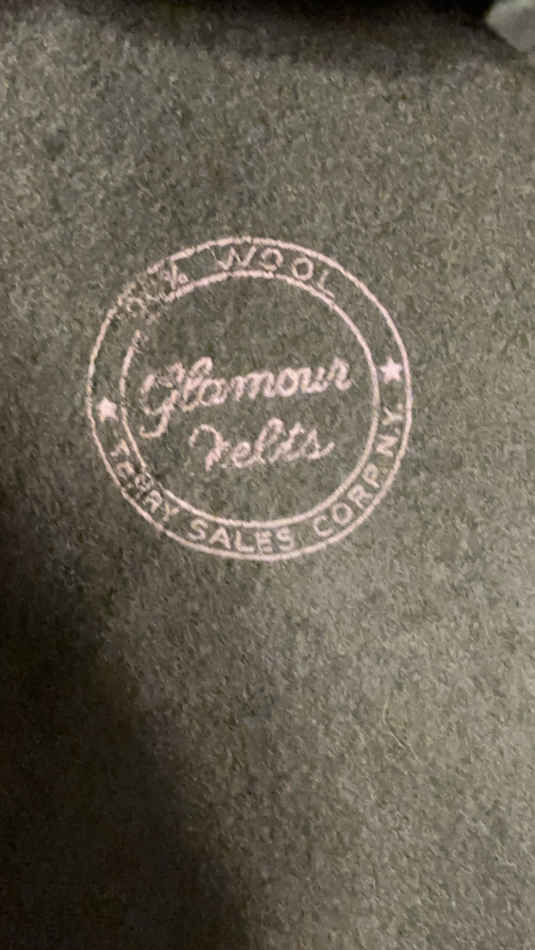 % WOOL
Glamour
Felts
TERRY SALES CORP. N.Y.